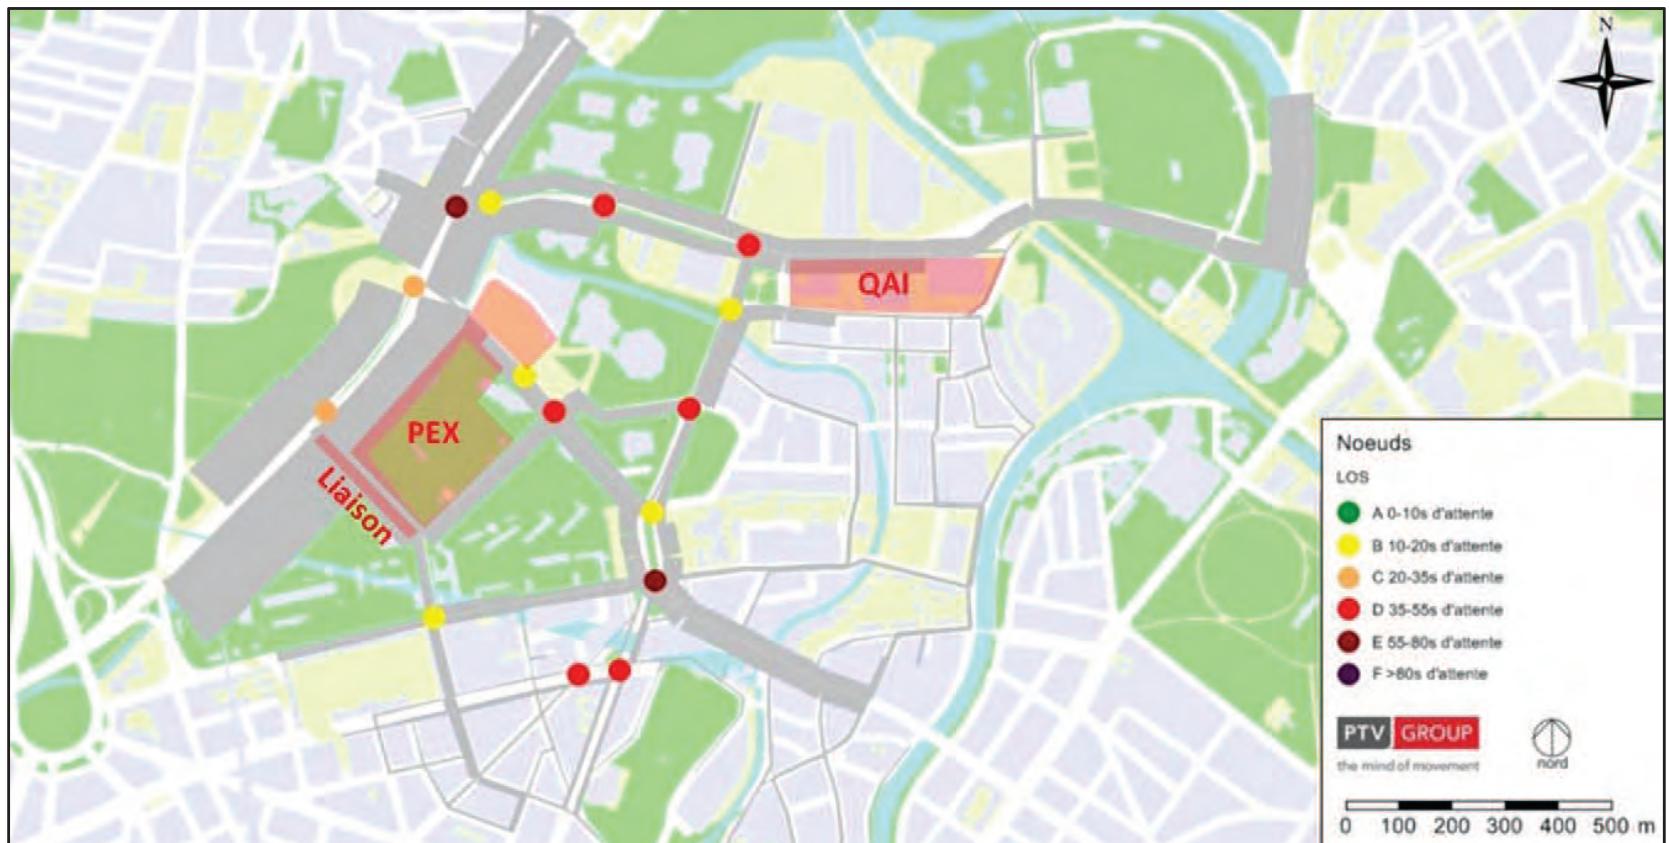 N
QAI
PEX
Liaison
Noeuds
LOS
A 0-10s d'attente
B 10-20s d'attente
C 20-35s d'attente
D 35-55s d'attente
E 55-80s d'attente
F >80s d'attente
PTV GROUP
the mind of movement
nord
0 100 200 300 400 500 m